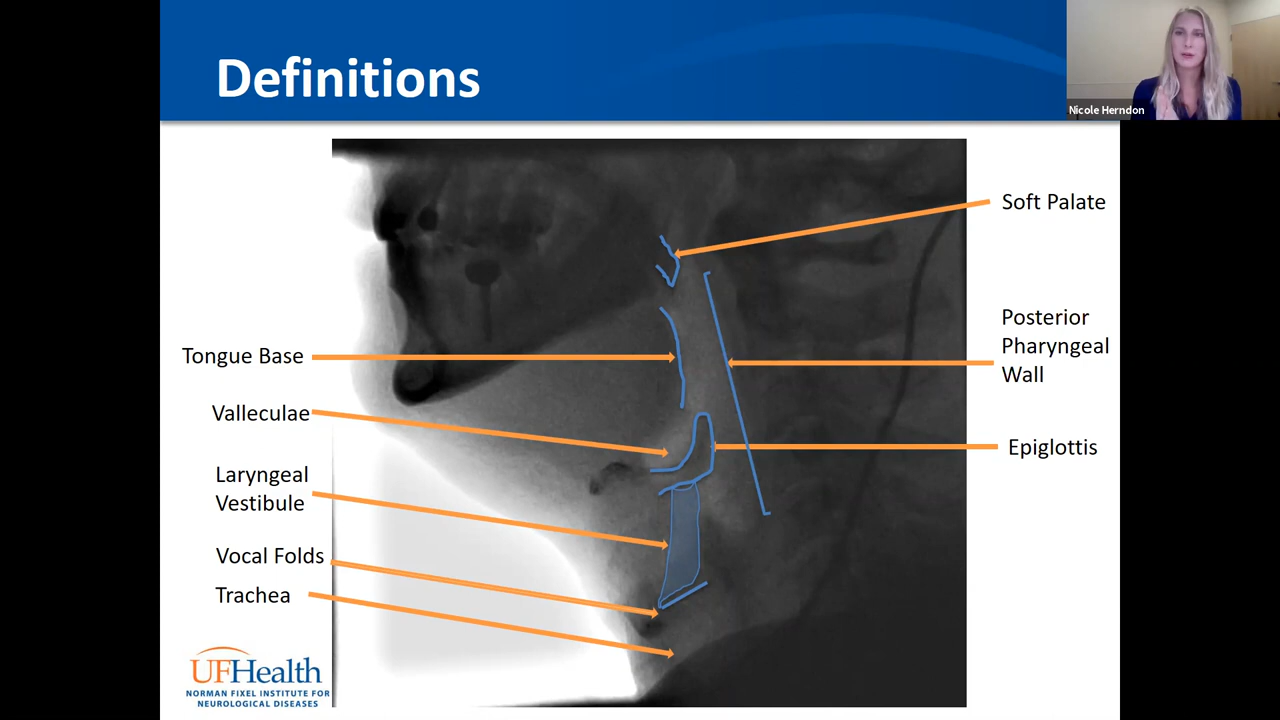 Definitions
Nicole Herndon
Soft Palate
Posterior
Pharyngeal
Wall
Tongue Base
Valleculae
Epiglottis
Laryngeal
Vestibule
Vocal Folds
Trachea
UFHealth
NORMAN FIXEL INSTITUTE FOR
NEUROLOGICAL DISEASES